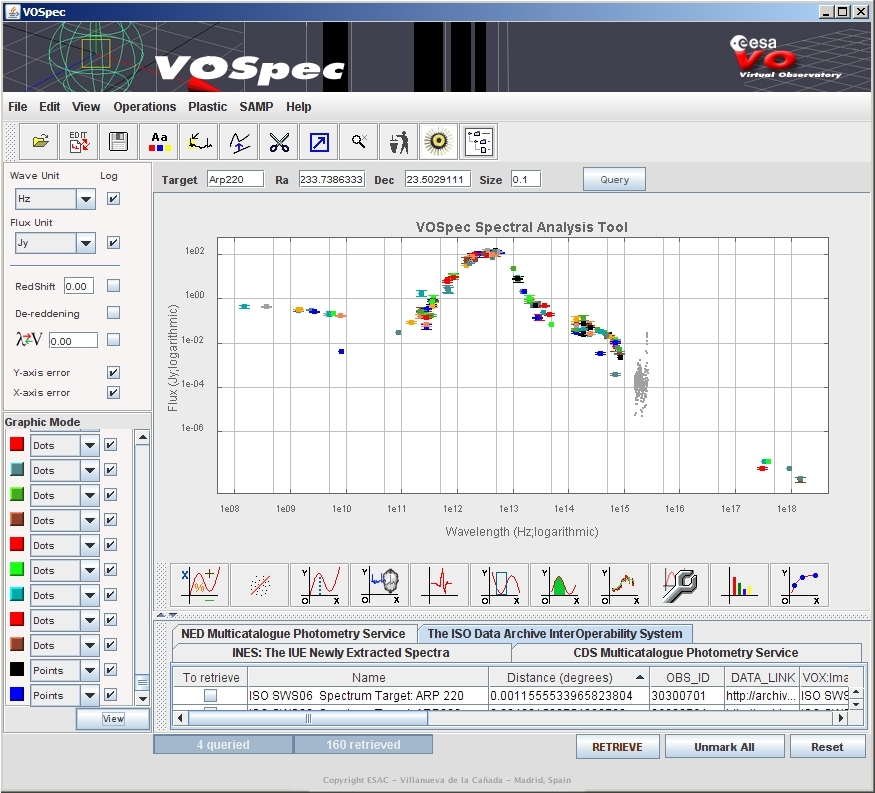 VOSpec
VOSpec
esa
VO
Virtual Observatory
File Edit View Operations Plastic SAMP Help
EDIT
Aa
Wave Unit Log
Hz
Flux Unit
Jy
RedShift 0.00
De-reddening
λ⇄V 0.00
Y-axis error
X-axis error
Target Arp220 Ra 233.7386333 Dec 23.5029111 Size 0.1 Query
VOSpec Spectral Analysis Tool
Flux (Jy;logarithmic)
1e02
1e00
1e-02
1e-04
1e-06
1e08 1e09 1e10 1e11 1e12 1e13 1e14 1e15 1e16 1e17 1e18
Wavelength (Hz;logarithmic)
Graphic Mode
Dots
Dots
Dots
Dots
Dots
Dots
Dots
Dots
Dots
Points
Points
View
X
Y O X
Y O X
Y O X
Y O X
Y O X
Y O X
NED Multicatalogue Photometry Service The ISO Data Archive InterOperability System
INES: The IUE Newly Extracted Spectra CDS Multicatalogue Photometry Service
To retrieve Name Distance (degrees) OBS_ID DATA_LINK VOX:Ima
ISO SWS06 Spectrum Target: ARP 220 0.0011555533965823804 30300701 http://archiv... ISO SWS
4 queried 160 retrieved RETRIEVE Unmark All Reset
Copyright ESAC - Villanueva de la Cañada - Madrid, Spain